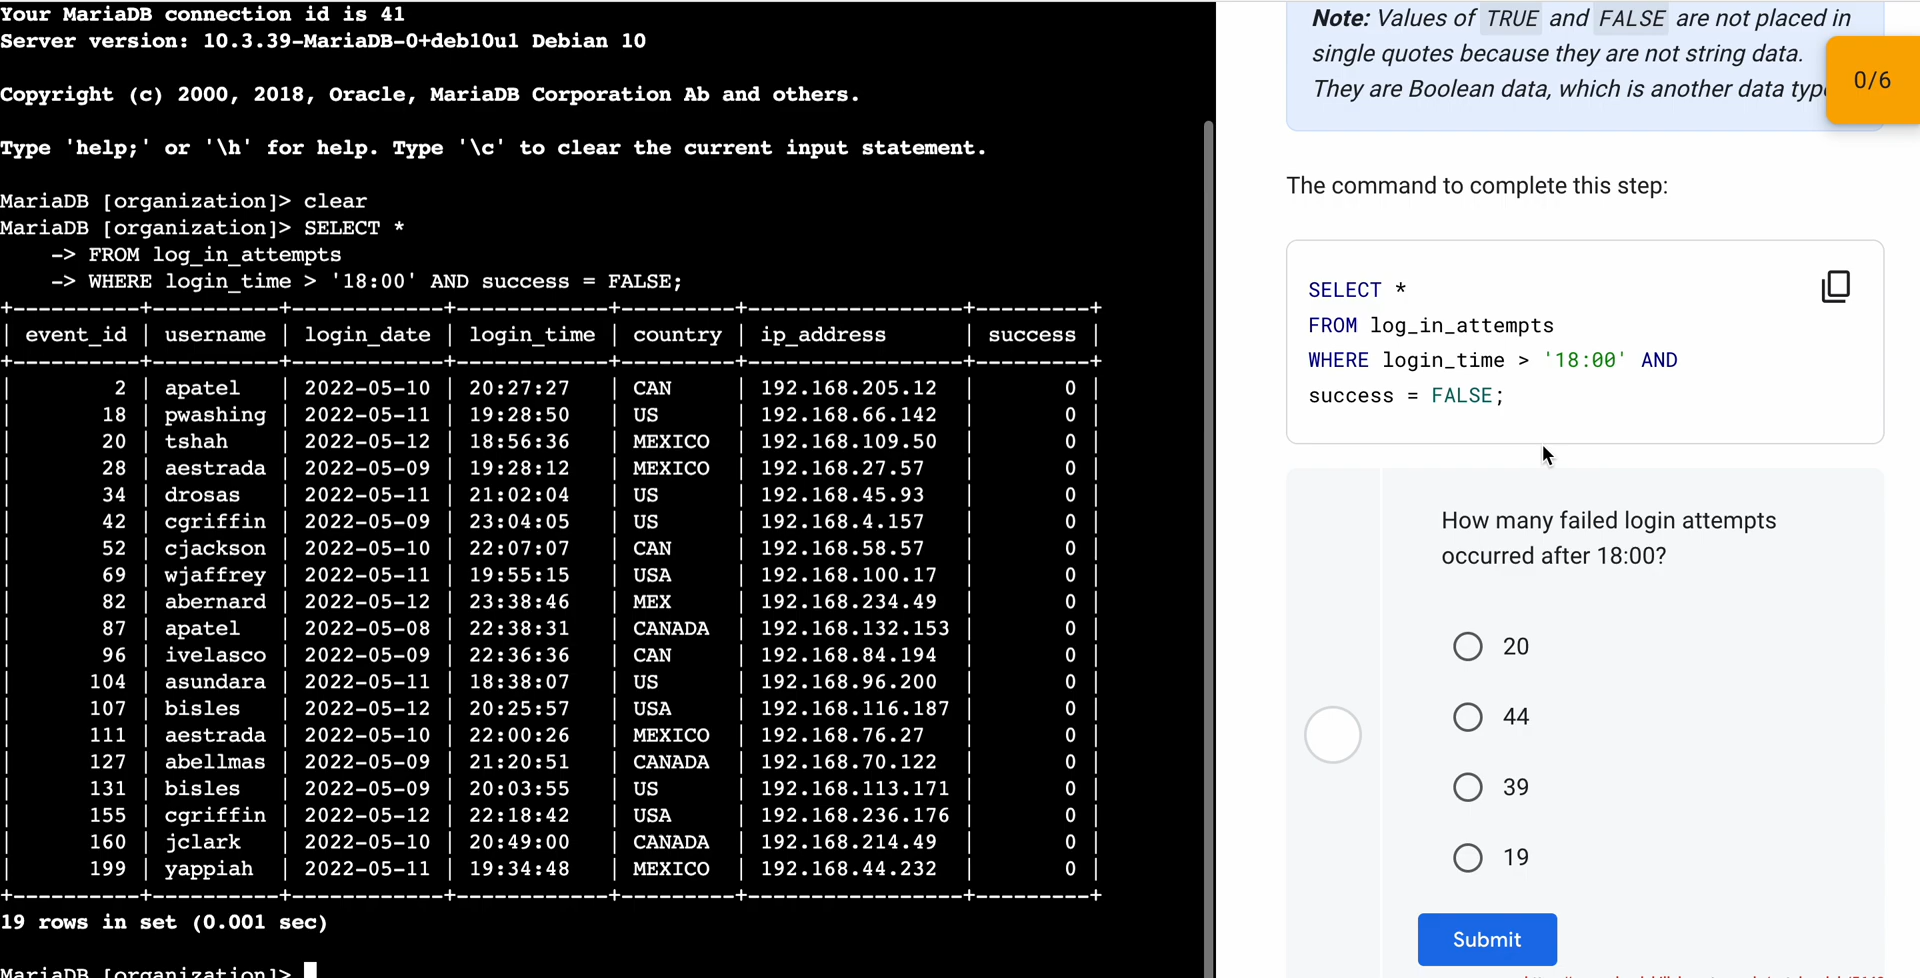 Your MariaDB connection id is 41
Server version: 10.3.39-MariaDB-0+deb10u1 Debian 10
Copyright (c) 2000, 2018, Oracle, MariaDB Corporation Ab and others.
Type 'help;' or '\h' for help. Type '\c' to clear the current input statement.
MariaDB [organization]> clear
MariaDB [organization]> SELECT *
    -> FROM log_in_attempts
    -> WHERE login_time > '18:00' AND success = FALSE;
+----------+----------+------------+------------+---------+-----------------+---------+
| event_id | username | login_date | login_time | country | ip_address      | success |
+----------+----------+------------+------------+---------+-----------------+---------+
|        2 | apatel   | 2022-05-10 | 20:27:27   | CAN     | 192.168.205.12  |       0 |
|       18 | pwashing | 2022-05-11 | 19:28:50   | US      | 192.168.66.142  |       0 |
|       20 | tshah    | 2022-05-12 | 18:56:36   | MEXICO  | 192.168.109.50  |       0 |
|       28 | aestrada | 2022-05-09 | 19:28:12   | MEXICO  | 192.168.27.57   |       0 |
|       34 | drosas   | 2022-05-11 | 21:02:04   | US      | 192.168.45.93   |       0 |
|       42 | cgriffin | 2022-05-09 | 23:04:05   | US      | 192.168.4.157   |       0 |
|       52 | cjackson | 2022-05-10 | 22:07:07   | CAN     | 192.168.58.57   |       0 |
|       69 | wjaffrey | 2022-05-11 | 19:55:15   | USA     | 192.168.100.17  |       0 |
|       82 | abernard | 2022-05-12 | 23:38:46   | MEX     | 192.168.234.49  |       0 |
|       87 | apatel   | 2022-05-08 | 22:38:31   | CANADA  | 192.168.132.153 |       0 |
|       96 | ivelasco | 2022-05-09 | 22:36:36   | CAN     | 192.168.84.194  |       0 |
|      104 | asundara | 2022-05-11 | 18:38:07   | US      | 192.168.96.200  |       0 |
|      107 | bisles   | 2022-05-12 | 20:25:57   | USA     | 192.168.116.187 |       0 |
|      111 | aestrada | 2022-05-10 | 22:00:26   | MEXICO  | 192.168.76.27   |       0 |
|      127 | abellmas | 2022-05-09 | 21:20:51   | CANADA  | 192.168.70.122  |       0 |
|      131 | bisles   | 2022-05-09 | 20:03:55   | US      | 192.168.113.171 |       0 |
|      155 | cgriffin | 2022-05-12 | 22:18:42   | USA     | 192.168.236.176 |       0 |
|      160 | jclark   | 2022-05-10 | 20:49:00   | CANADA  | 192.168.214.49  |       0 |
|      199 | yappiah  | 2022-05-11 | 19:34:48   | MEXICO  | 192.168.44.232  |       0 |
+----------+----------+------------+------------+---------+-----------------+---------+
19 rows in set (0.001 sec)
MariaDB [organization]>
Note: Values of TRUE and FALSE are not placed in
single quotes because they are not string data.
They are Boolean data, which is another data
0/6
The command to complete this step:
SELECT *
FROM log_in_attempts
WHERE login_time > '18:00' AND
success = FALSE;
How many failed login attempts
occurred after 18:00?
20
44
39
19
Submit